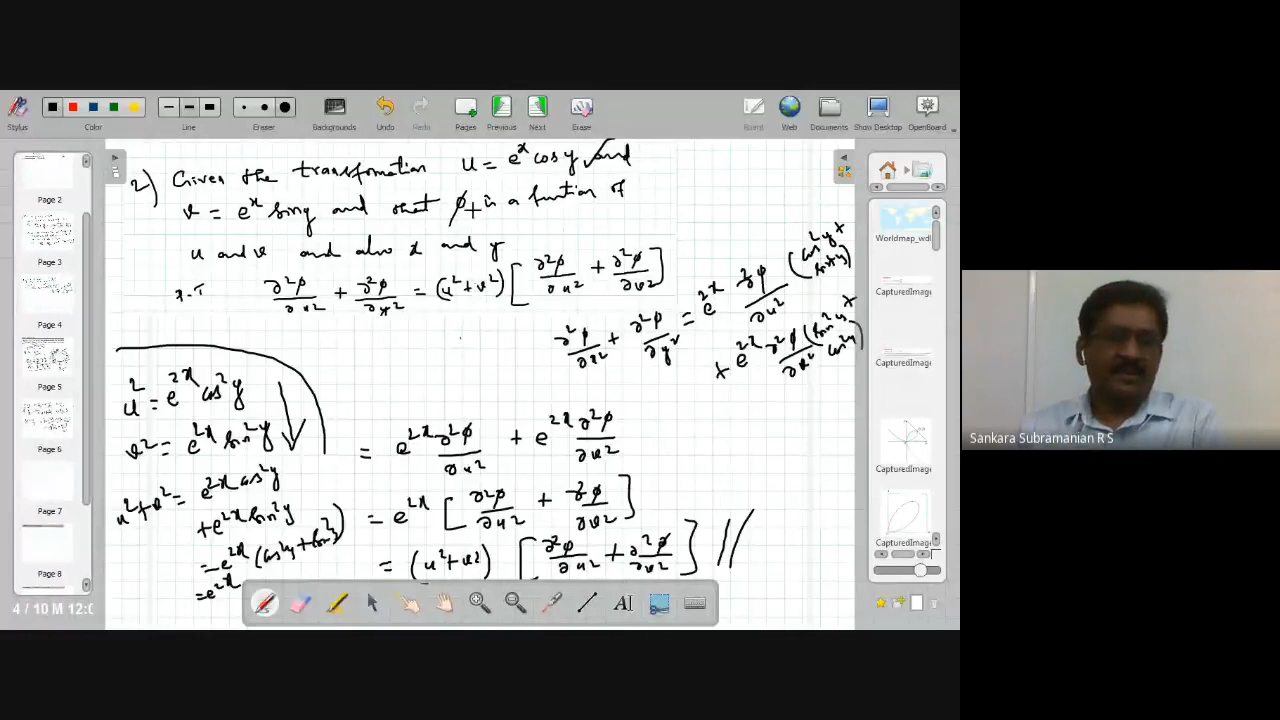 Stylus
Color
Line
Eraser
Backgrounds
Undo
Redo
Pages
Previous
Next
Erase
Board
Web
Documents
Show Desktop
OpenBoard
Page 2
Page 3
Page 4
Page 5
Page 6
Page 7
Page 8
4 / 10 M 12:0
2) Given the transformation u = e^x cos y and
v = e^x sin y and that ϕ is a function of
u and v and also x and y
P.T ∂²ϕ/∂x² + ∂²ϕ/∂y² = (u² + v²) [ ∂²ϕ/∂u² + ∂²ϕ/∂v² ]
∂²ϕ/∂x² + ∂²ϕ/∂y² = e^2x ∂²ϕ/∂u² (cos²y + sin²y)
+ e^2x ∂²ϕ/∂v² (sin²y + cos²y)
= e^2x ∂²ϕ/∂u² + e^2x ∂²ϕ/∂v²
= e^2x [ ∂²ϕ/∂u² + ∂²ϕ/∂v² ]
= (u² + v²) [ ∂²ϕ/∂u² + ∂²ϕ/∂v² ] //
u² = e^2x cos²y
v² = e^2x sin²y
u² + v² = e^2x cos²y
+ e^2x sin²y
= e^2x (cos²y + sin²y)
= e^2x
Worldmap_wdl
CapturedImage
CapturedImage
CapturedImage
CapturedImage
AI
Sankara Subramanian R S